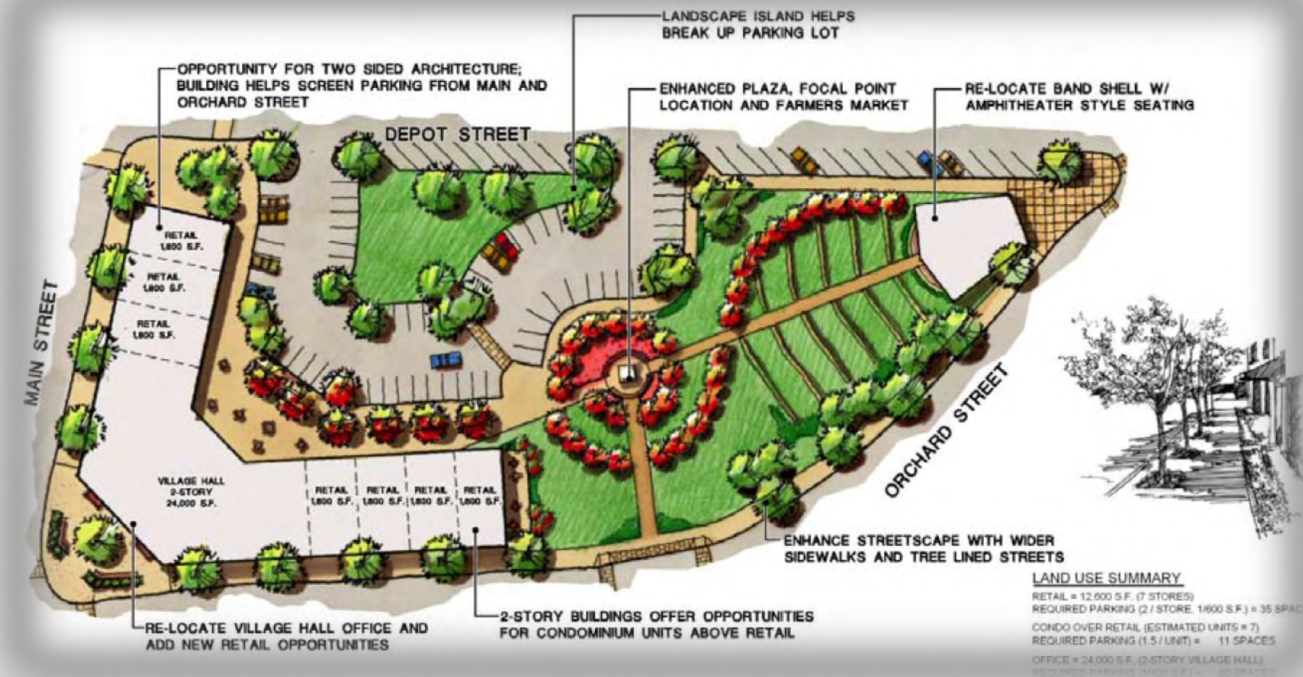 LANDSCAPE ISLAND HELPS
BREAK UP PARKING LOT
OPPORTUNITY FOR TWO SIDED ARCHITECTURE;
BUILDING HELPS SCREEN PARKING FROM MAIN AND
ORCHARD STREET
ENHANCED PLAZA, FOCAL POINT
LOCATION AND FARMERS MARKET
RE-LOCATE BAND SHELL W/
AMPHITHEATER STYLE SEATING
DEPOT STREET
MAIN STREET
RETAIL
1,800 S.F.
RETAIL
1,800 S.F.
RETAIL
1,800 S.F.
VILLAGE HALL
2-STORY
24,000 S.F.
RETAIL
1,800 S.F.
RETAIL
1,800 S.F.
RETAIL
1,800 S.F.
RETAIL
1,800 S.F.
ORCHARD STREET
ENHANCE STREETSCAPE WITH WIDER
SIDEWALKS AND TREE LINED STREETS
RE-LOCATE VILLAGE HALL OFFICE AND
ADD NEW RETAIL OPPORTUNITIES
2-STORY BUILDINGS OFFER OPPORTUNITIES
FOR CONDOMINIUM UNITS ABOVE RETAIL
LAND USE SUMMARY
RETAIL = 12,600 S.F. (7 STORES)
REQUIRED PARKING (2 / STORE, 1/600 S.F.) = 35 SPAC
CONDO OVER RETAIL (ESTIMATED UNITS = 7)
REQUIRED PARKING (1.5 / UNIT) = 11 SPACES
OFFICE = 24,000 S.F. (2-STORY VILLAGE HALL)
REQUIRED PARKING